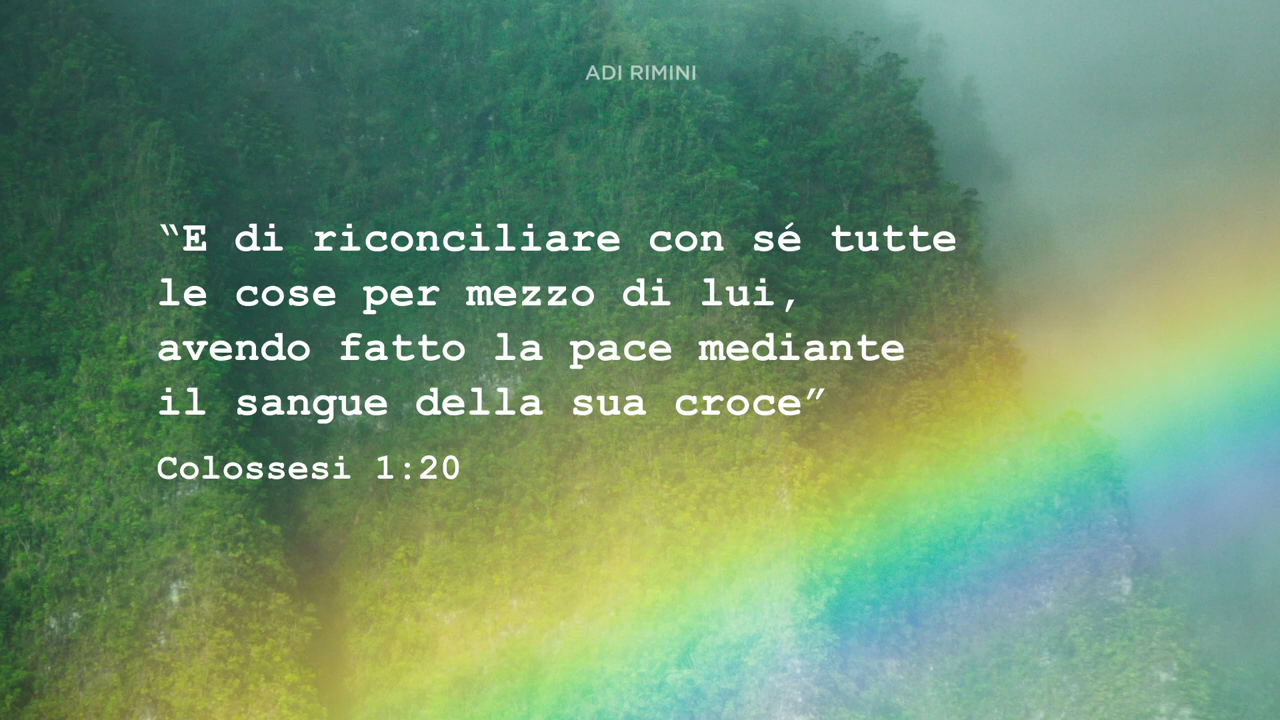 ADI RIMINI
“E di riconciliare con sé tutte
le cose per mezzo di lui,
avendo fatto la pace mediante
il sangue della sua croce”
Colossesi 1:20